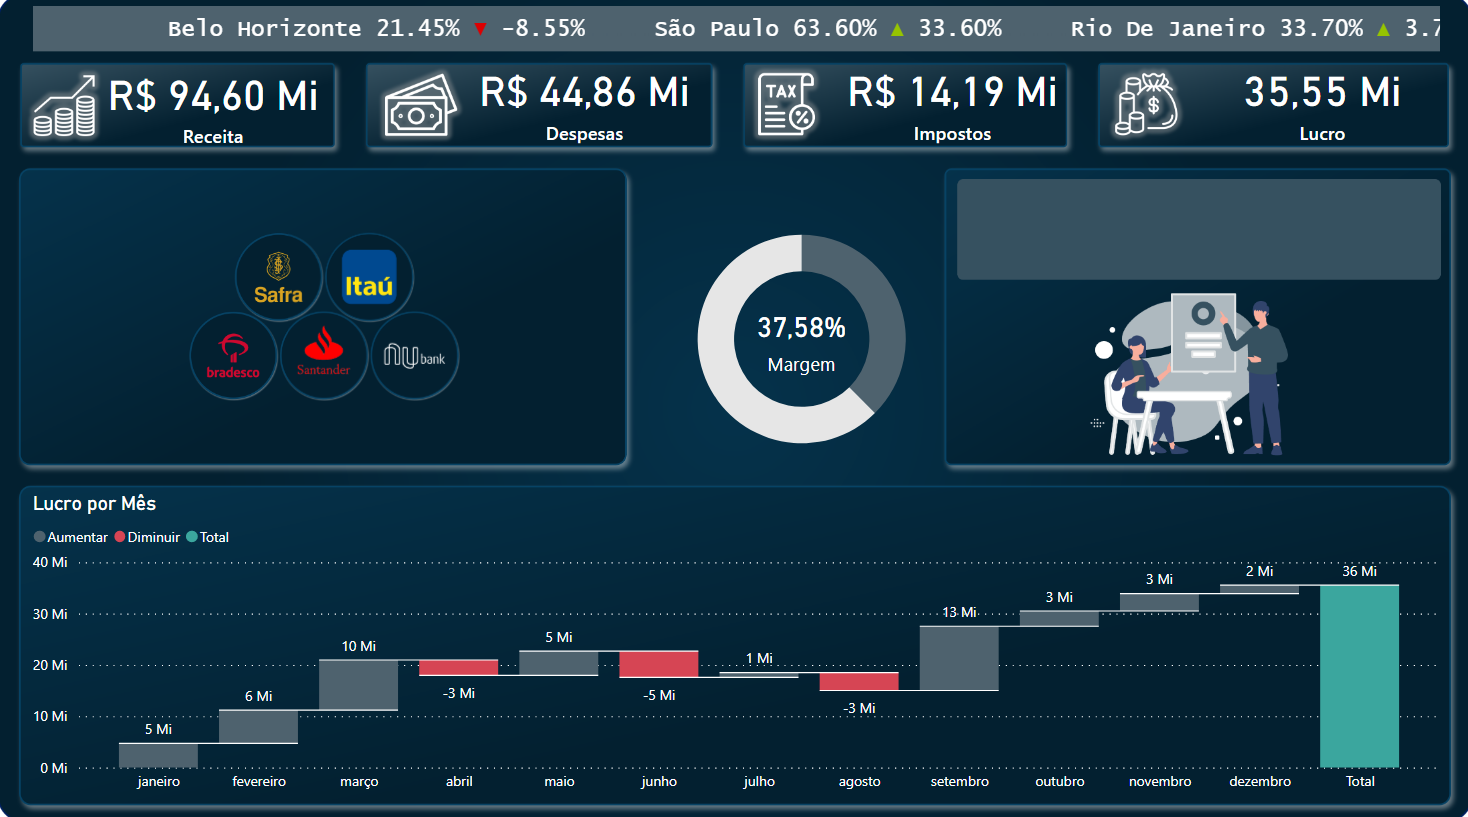 Belo Horizonte 21.45% ▼ -8.55% São Paulo 63.60% ▲ 33.60% Rio De Janeiro 33.70% ▲ 3.7
R$ 94,60 Mi
Receita
R$ 44,86 Mi
Despesas
TAX
%
R$ 14,19 Mi
Impostos
$
35,55 Mi
Lucro
Safra
Itaú
bradesco
Santander
nu bank
37,58%
Margem
Lucro por Mês
Aumentar Diminuir Total
40 Mi
30 Mi
20 Mi
10 Mi
0 Mi
5 Mi
6 Mi
10 Mi
-3 Mi
5 Mi
-5 Mi
1 Mi
-3 Mi
13 Mi
3 Mi
3 Mi
2 Mi
36 Mi
janeiro fevereiro março abril maio junho julho agosto setembro outubro novembro dezembro Total